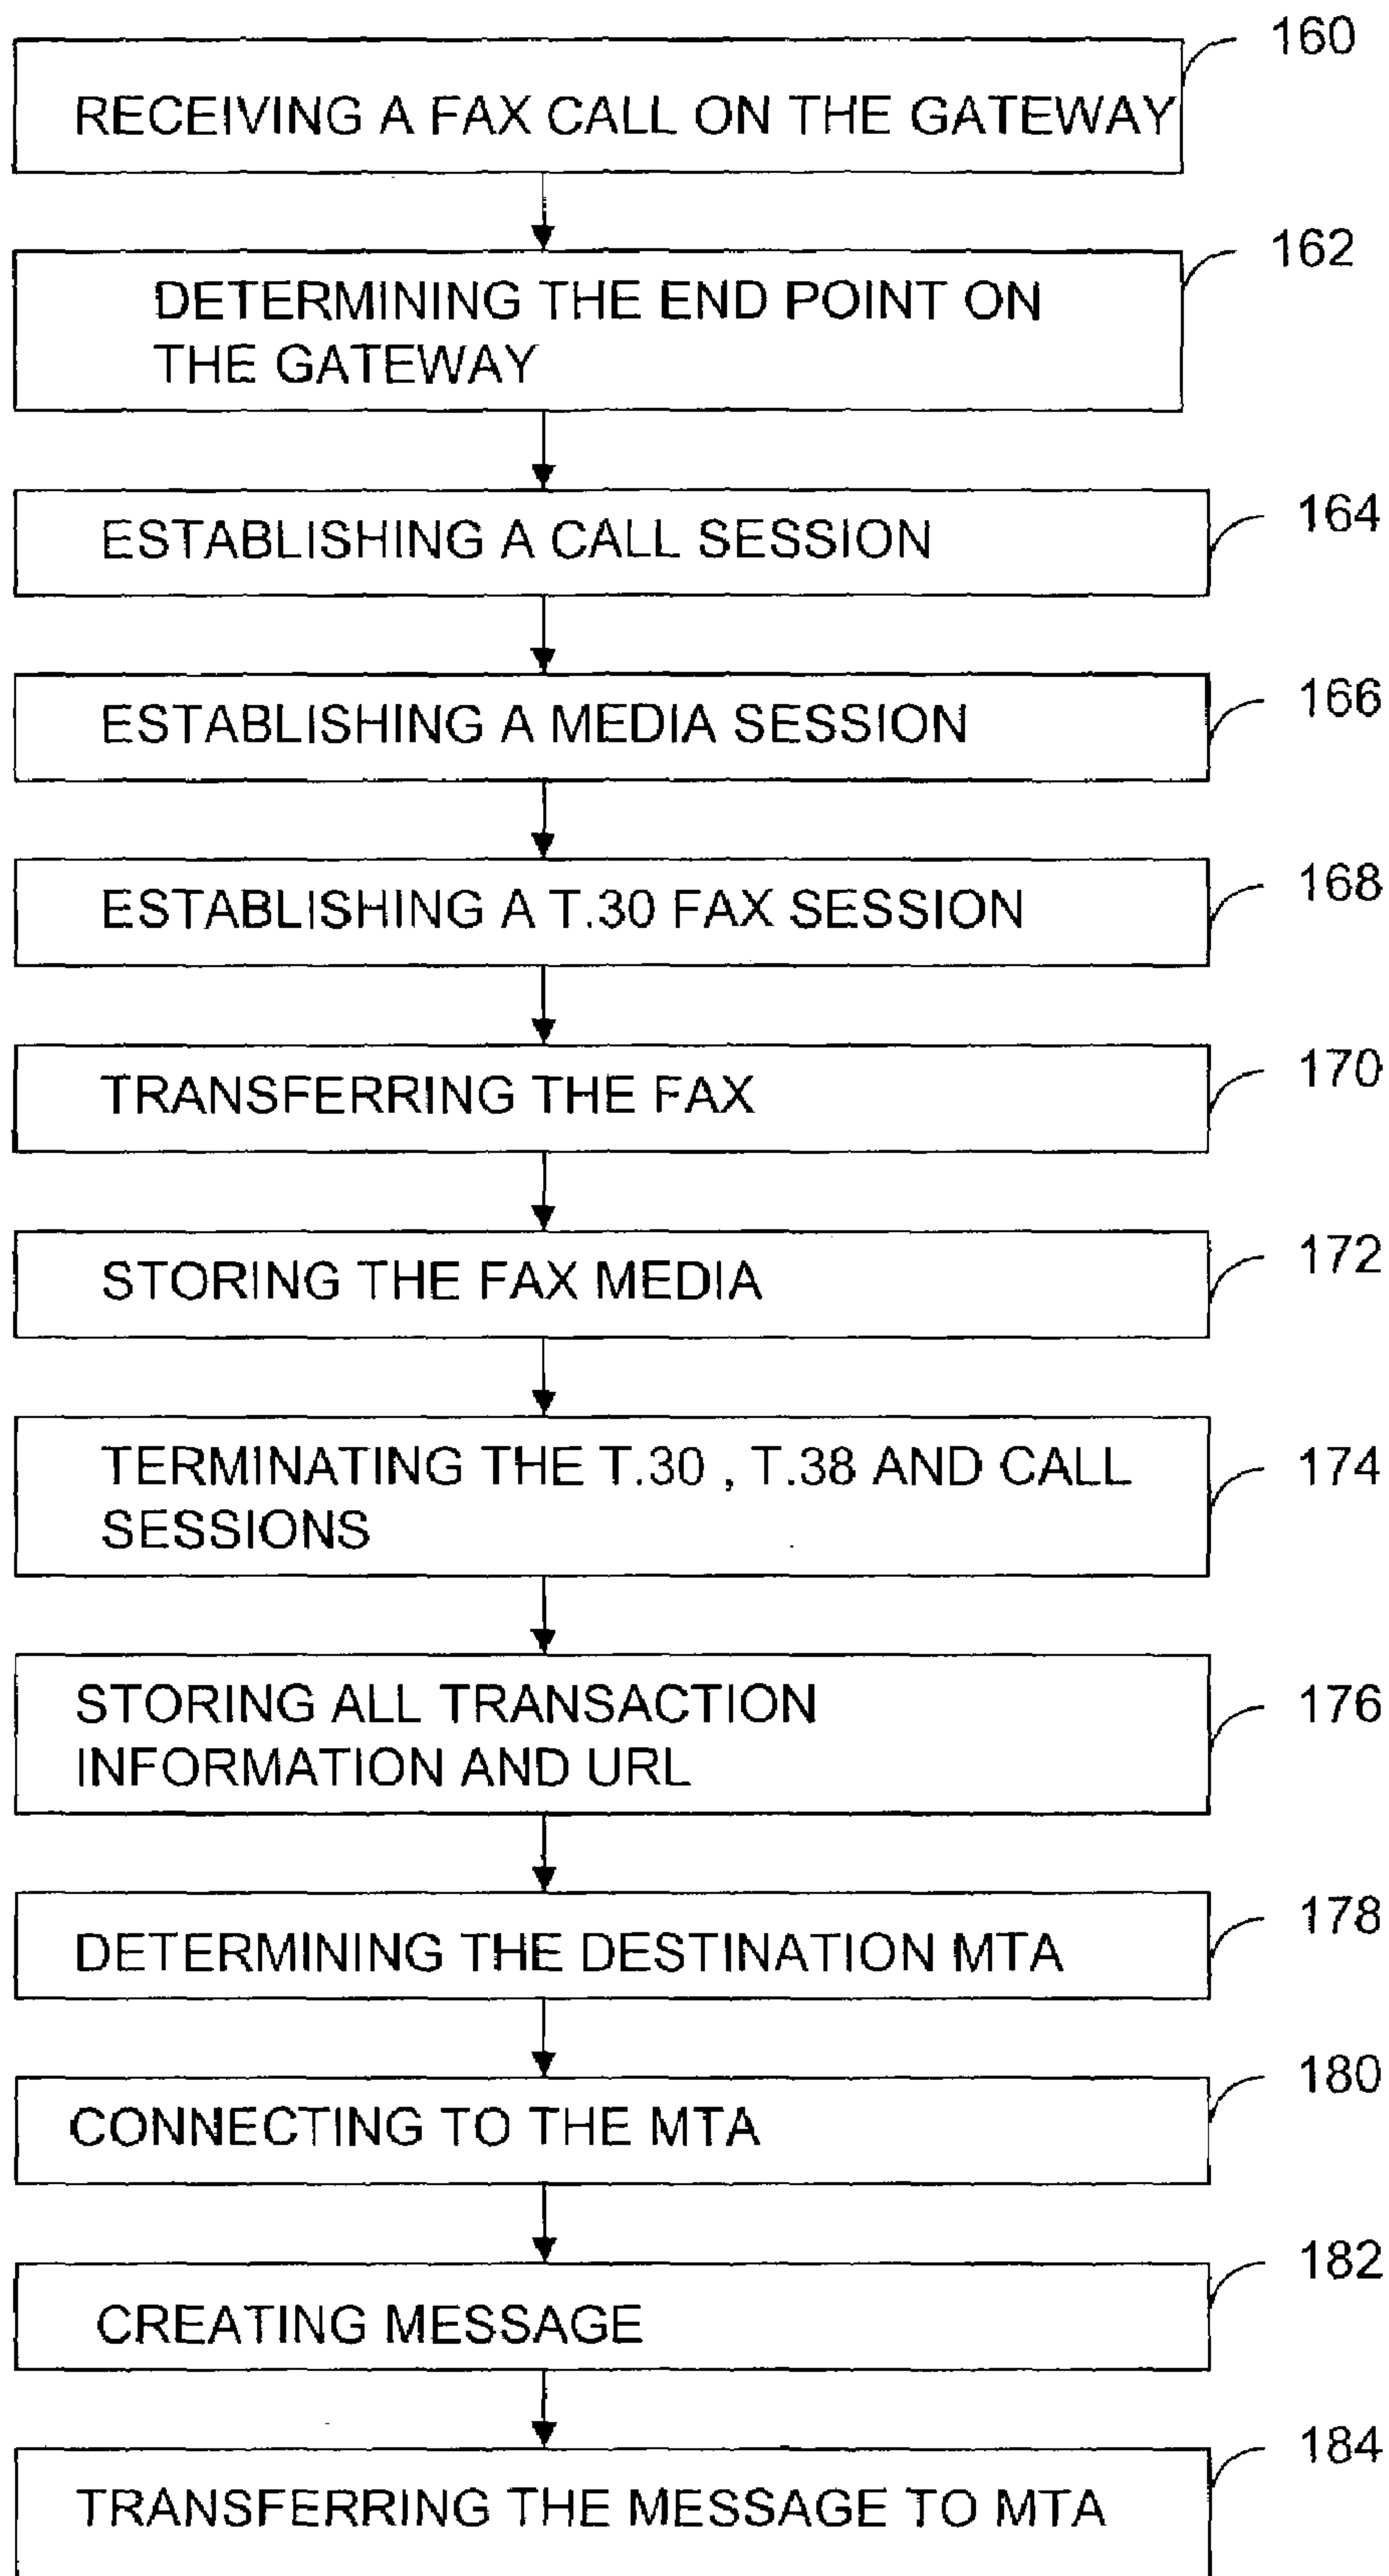 160
RECEIVING A FAX CALL ON THE GATEWAY
162
DETERMINING THE END POINT ON
THE GATEWAY
164
ESTABLISHING A CALL SESSION
166
ESTABLISHING A MEDIA SESSION
168
ESTABLISHING A T.30 FAX SESSION
170
TRANSFERRING THE FAX
172
STORING THE FAX MEDIA
174
TERMINATING THE T.30 , T.38 AND CALL
SESSIONS
176
STORING ALL TRANSACTION
INFORMATION AND URL
178
DETERMINING THE DESTINATION MTA
180
CONNECTING TO THE MTA
182
CREATING MESSAGE
184
TRANSFERRING THE MESSAGE TO MTA